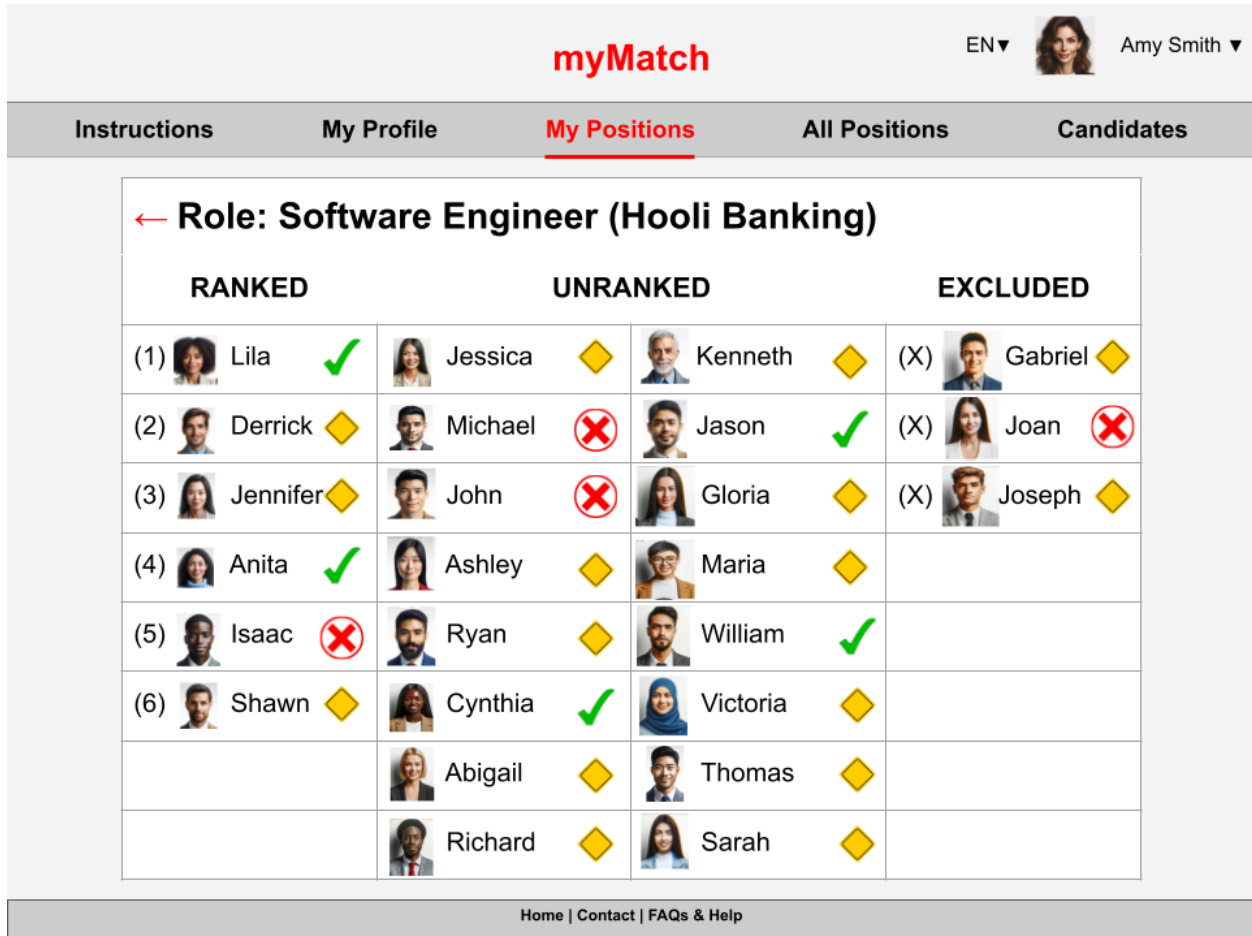 myMatch
EN▼ Amy Smith ▼
Instructions My Profile My Positions All Positions Candidates
← Role: Software Engineer (Hooli Banking)
RANKED UNRANKED EXCLUDED
(1) Lila Jessica Kenneth (X) Gabriel
(2) Derrick Michael Jason (X) Joan
(3) Jennifer John Gloria (X) Joseph
(4) Anita Ashley Maria
(5) Isaac Ryan William
(6) Shawn Cynthia Victoria
Abigail Thomas
Richard Sarah
Home | Contact | FAQs & Help